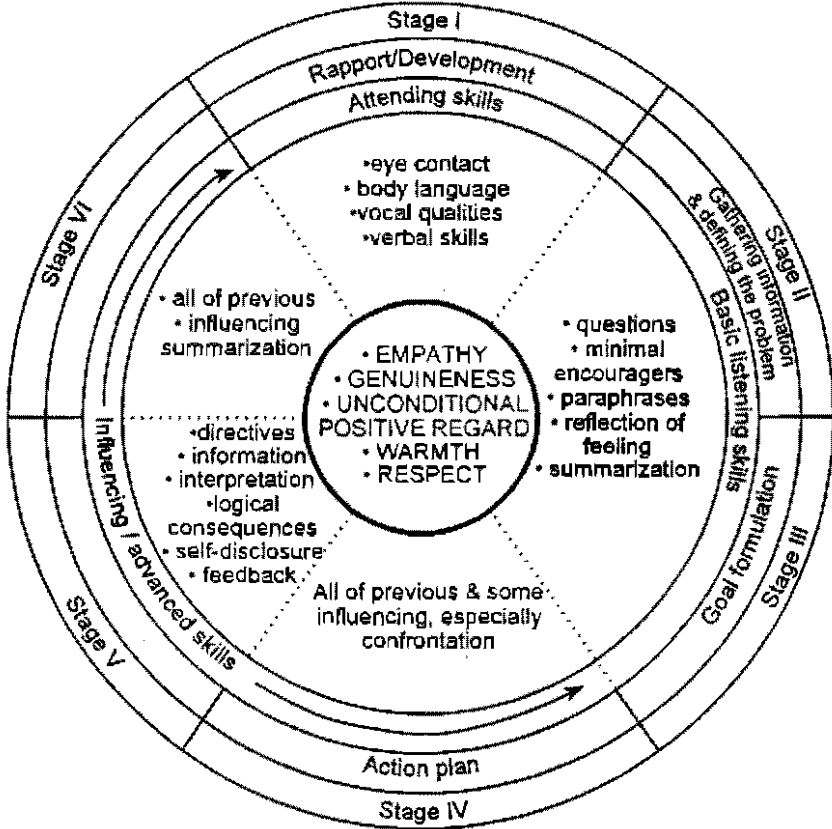 Stage I
Rapport/Development
Attending skills
•eye contact
• body language
•vocal qualities
•verbal skills
Stage II
Gathering information
& defining the problem
Basic listening skills
• questions
• minimal
encouragers
• paraphrases
• reflection of
feeling
• summarization
Stage III
Goal formulation
Stage IV
Action plan
All of previous & some
influencing, especially
confrontation
Stage V
Influencing / advanced skills
•directives
• information
• interpretation
•logical
consequences
• self-disclosure
• feedback
Stage VI
• all of previous
• influencing
summarization
• EMPATHY
• GENUINENESS
• UNCONDITIONAL
POSITIVE REGARD
• WARMTH
• RESPECT